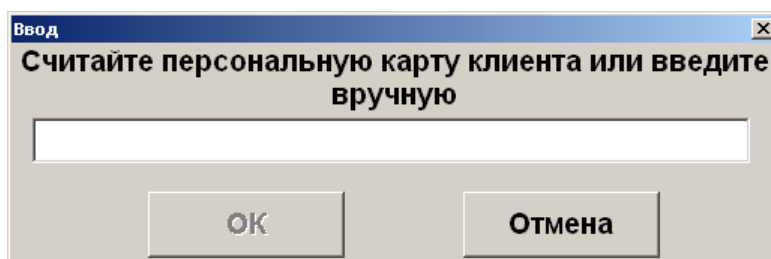 Ввод
Считайте персональную карту клиента или введите
вручную
ОК
Отмена